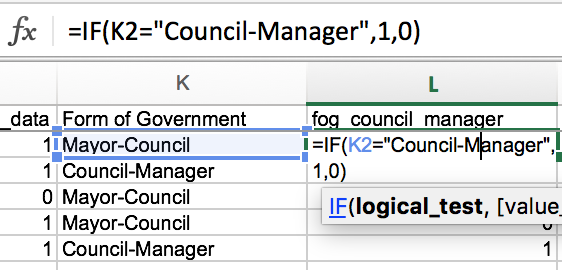 fx =IF(K2="Council-Manager",1,0)
K L
_data Form of Government fog_council_manager
1 Mayor-Council =IF(K2="Council-Manager",
1 Council-Manager 1,0)
0 Mayor-Council IF(logical_test, [value_
1 Mayor-Council 0
1 Council-Manager 1